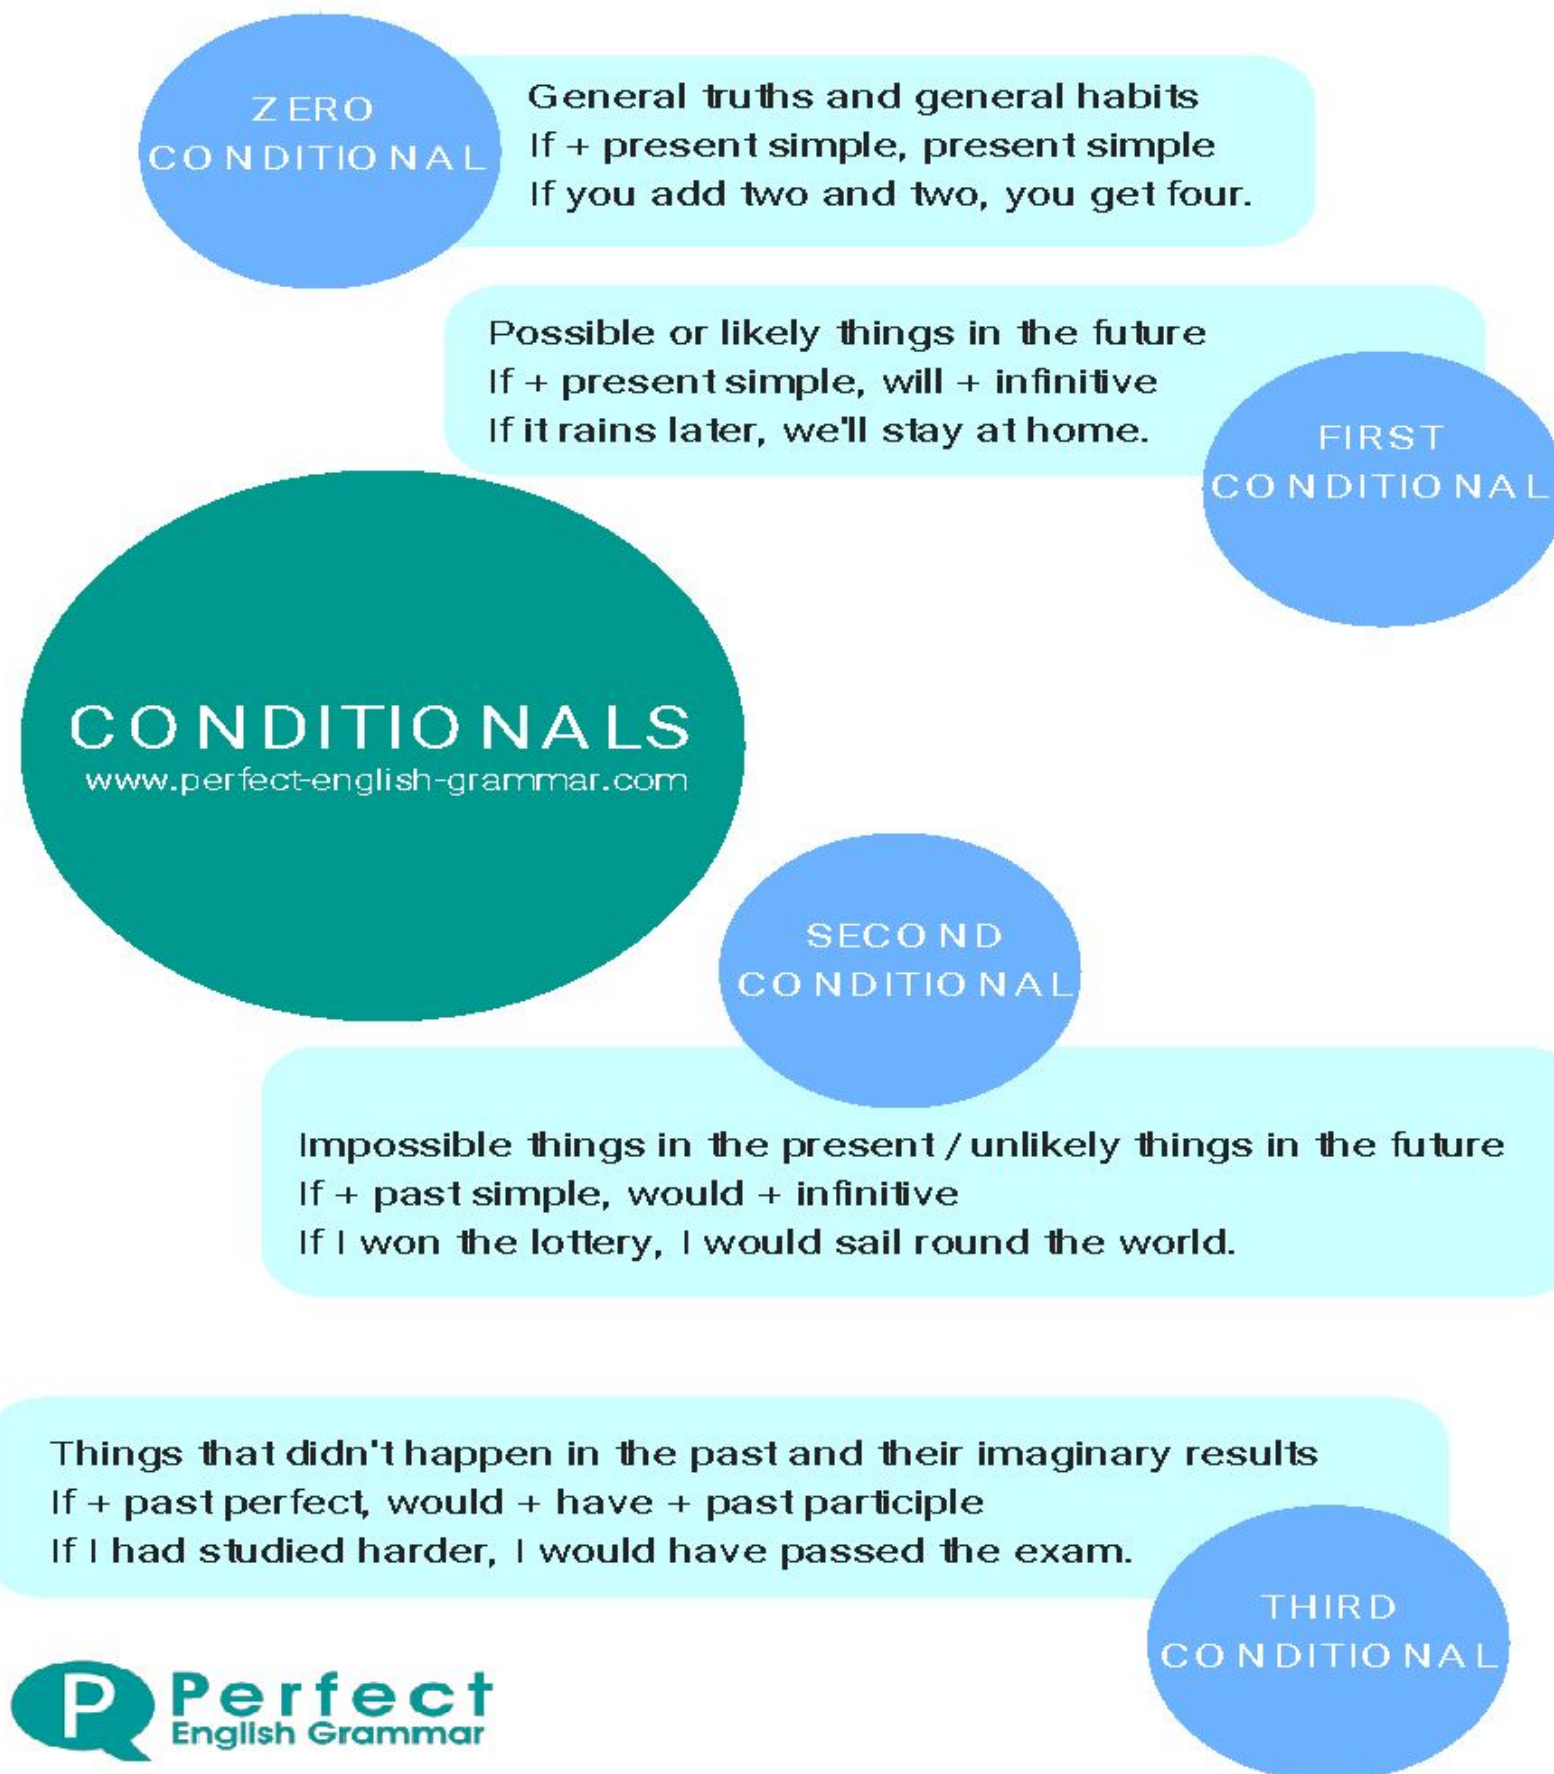 ZERO
CONDITIONAL
General truths and general habits
If + present simple, present simple
If you add two and two, you get four.
Possible or likely things in the future
If + present simple, will + infinitive
If it rains later, we'll stay at home.
FIRST
CONDITIONAL
CONDITIONALS
www.perfect-english-grammar.com
SECOND
CONDITIONAL
Impossible things in the present / unlikely things in the future
If + past simple, would + infinitive
If I won the lottery, I would sail round the world.
Things that didn't happen in the past and their imaginary results
If + past perfect, would + have + past participle
If I had studied harder, I would have passed the exam.
THIRD
CONDITIONAL
P
Perfect
English Grammar